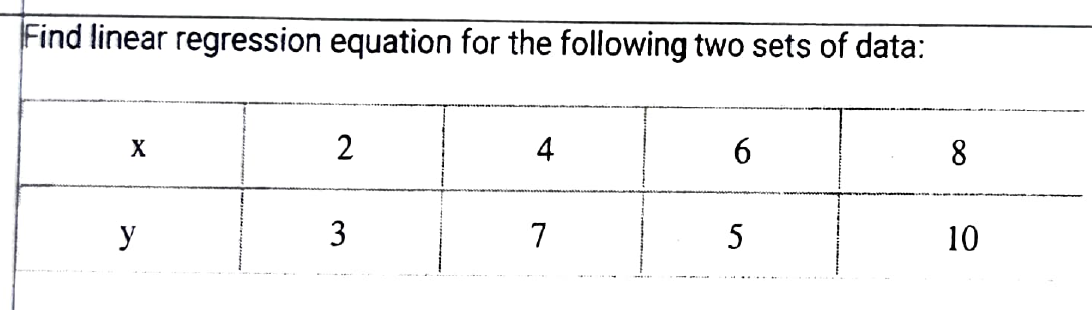 Find linear regression equation for the following two sets of data:
x 2 4 6 8
y 3 7 5 10